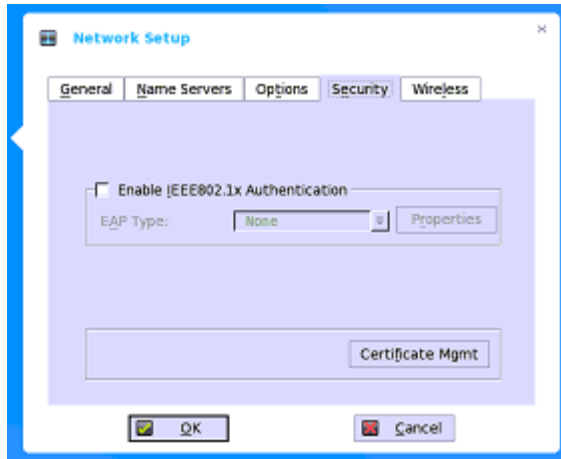 Network Setup
General Name Servers Options Security Wireless
Enable IEEE802.1x Authentication
EAP Type: None Properties
Certificate Mgmt
OK Cancel